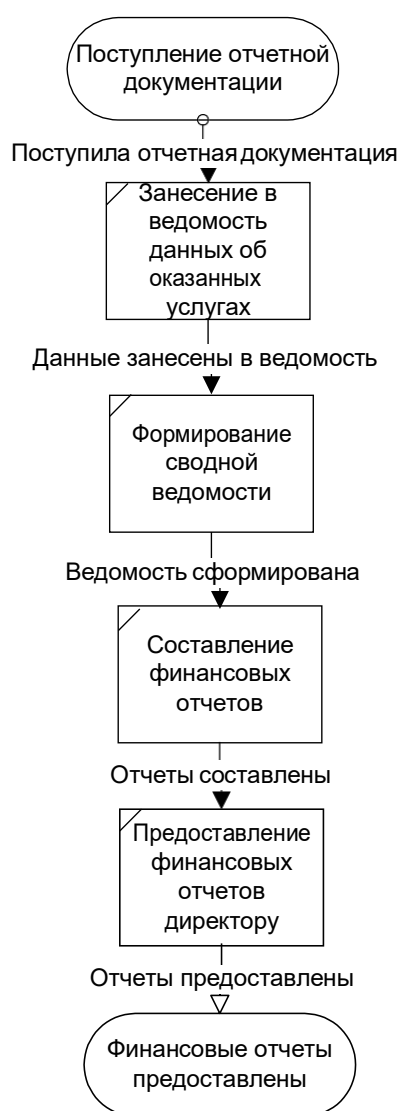 Поступление отчетной
документации
Поступила отчетная документация
Занесение в
ведомость
данных об
оказанных
услугах
Данные занесены в ведомость
Формирование
сводной
ведомости
Ведомость сформирована
Составление
финансовых
отчетов
Отчеты составлены
Предоставление
финансовых
отчетов
директору
Отчеты предоставлены
Финансовые отчеты
предоставлены